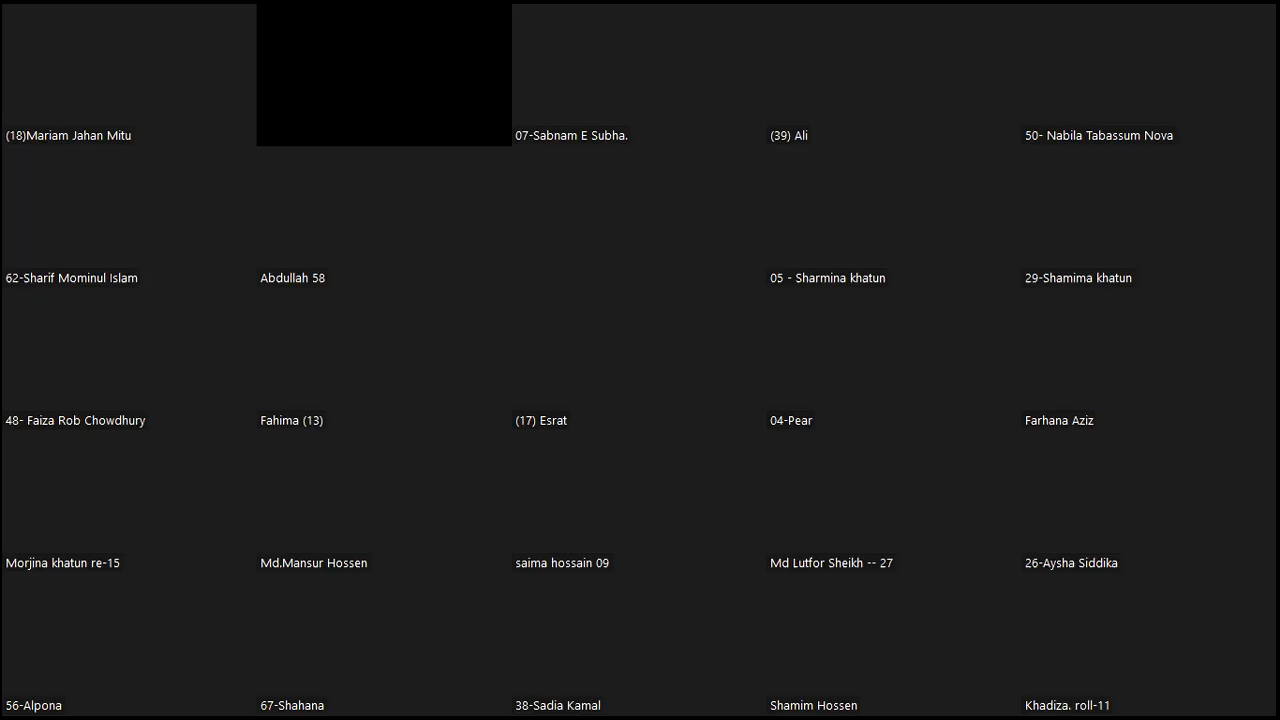 (18)Mariam Jahan Mitu
07-Sabnam E Subha.
(39) Ali
50- Nabila Tabassum Nova
62-Sharif Mominul Islam
Abdullah 58
05 - Sharmina khatun
29-Shamima khatun
48- Faiza Rob Chowdhury
Fahima (13)
(17) Esrat
04-Pear
Farhana Aziz
Morjina khatun re-15
Md.Mansur Hossen
saima hossain 09
Md Lutfor Sheikh -- 27
26-Aysha Siddika
56-Alpona
67-Shahana
38-Sadia Kamal
Shamim Hossen
Khadiza. roll-11